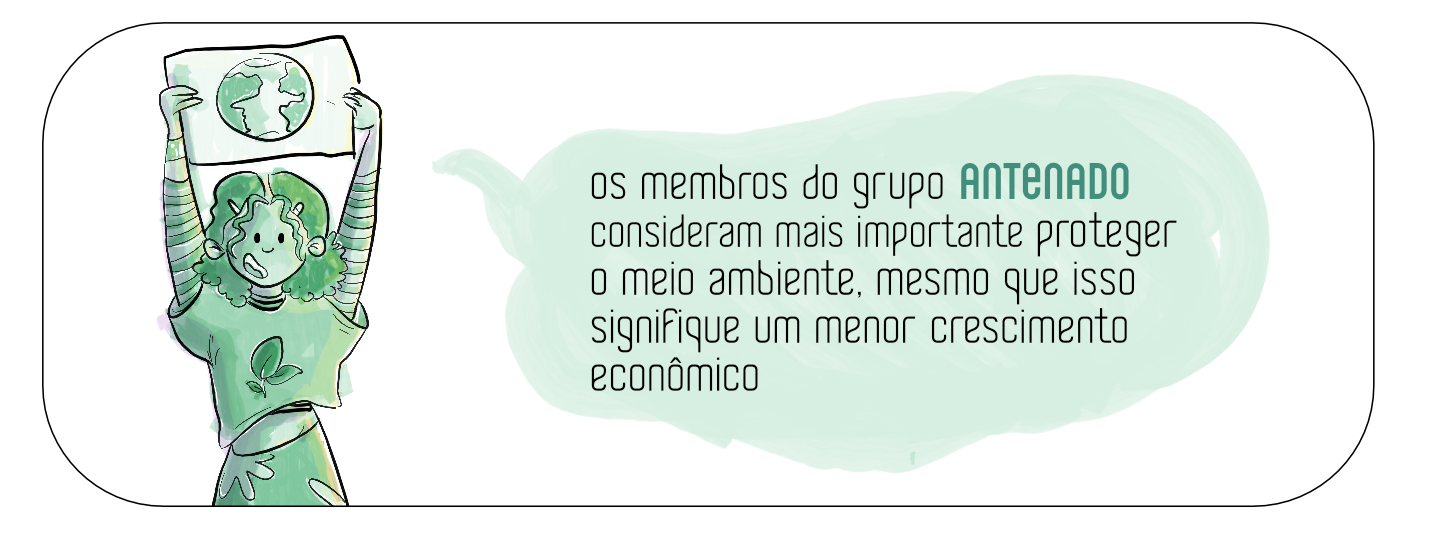 os membros do grupo ANTENADO
consideram mais importante proteger
o meio ambiente, mesmo que isso
signifique um menor crescimento
econômico